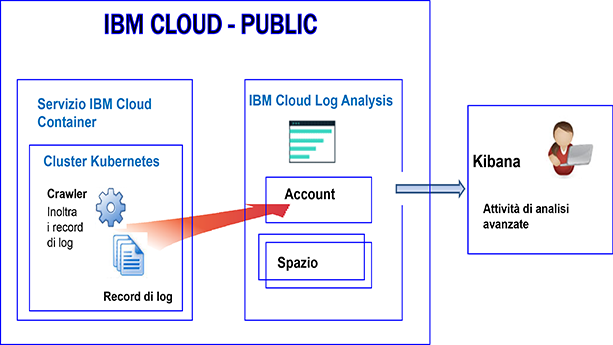 IBM CLOUD - PUBLIC
Servizio IBM Cloud
Container
Cluster Kubernetes
Crawler
Inoltra
i record
di log
Record di log
IBM Cloud Log Analysis
Account
Spazio
Kibana
Attività di analisi
avanzate